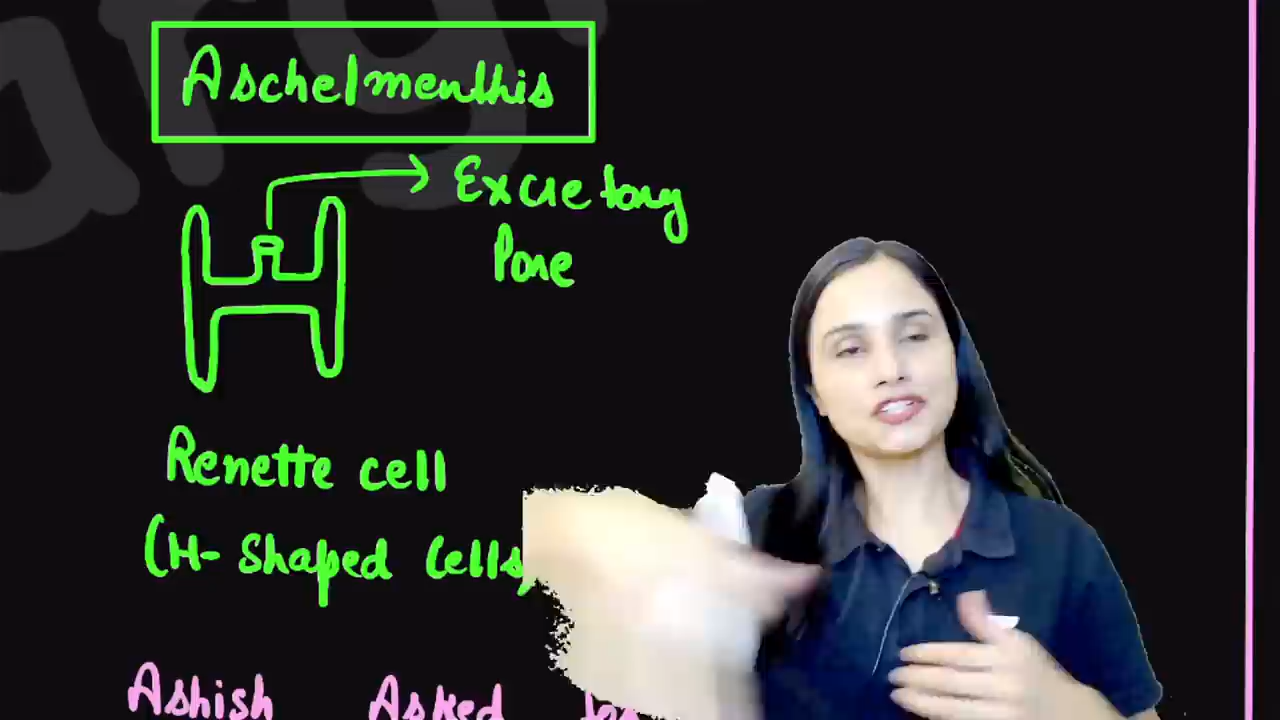 Aschelmenthis
Excretory
Pore
Renette cell
(H- Shaped Cells)
Ashish Asked